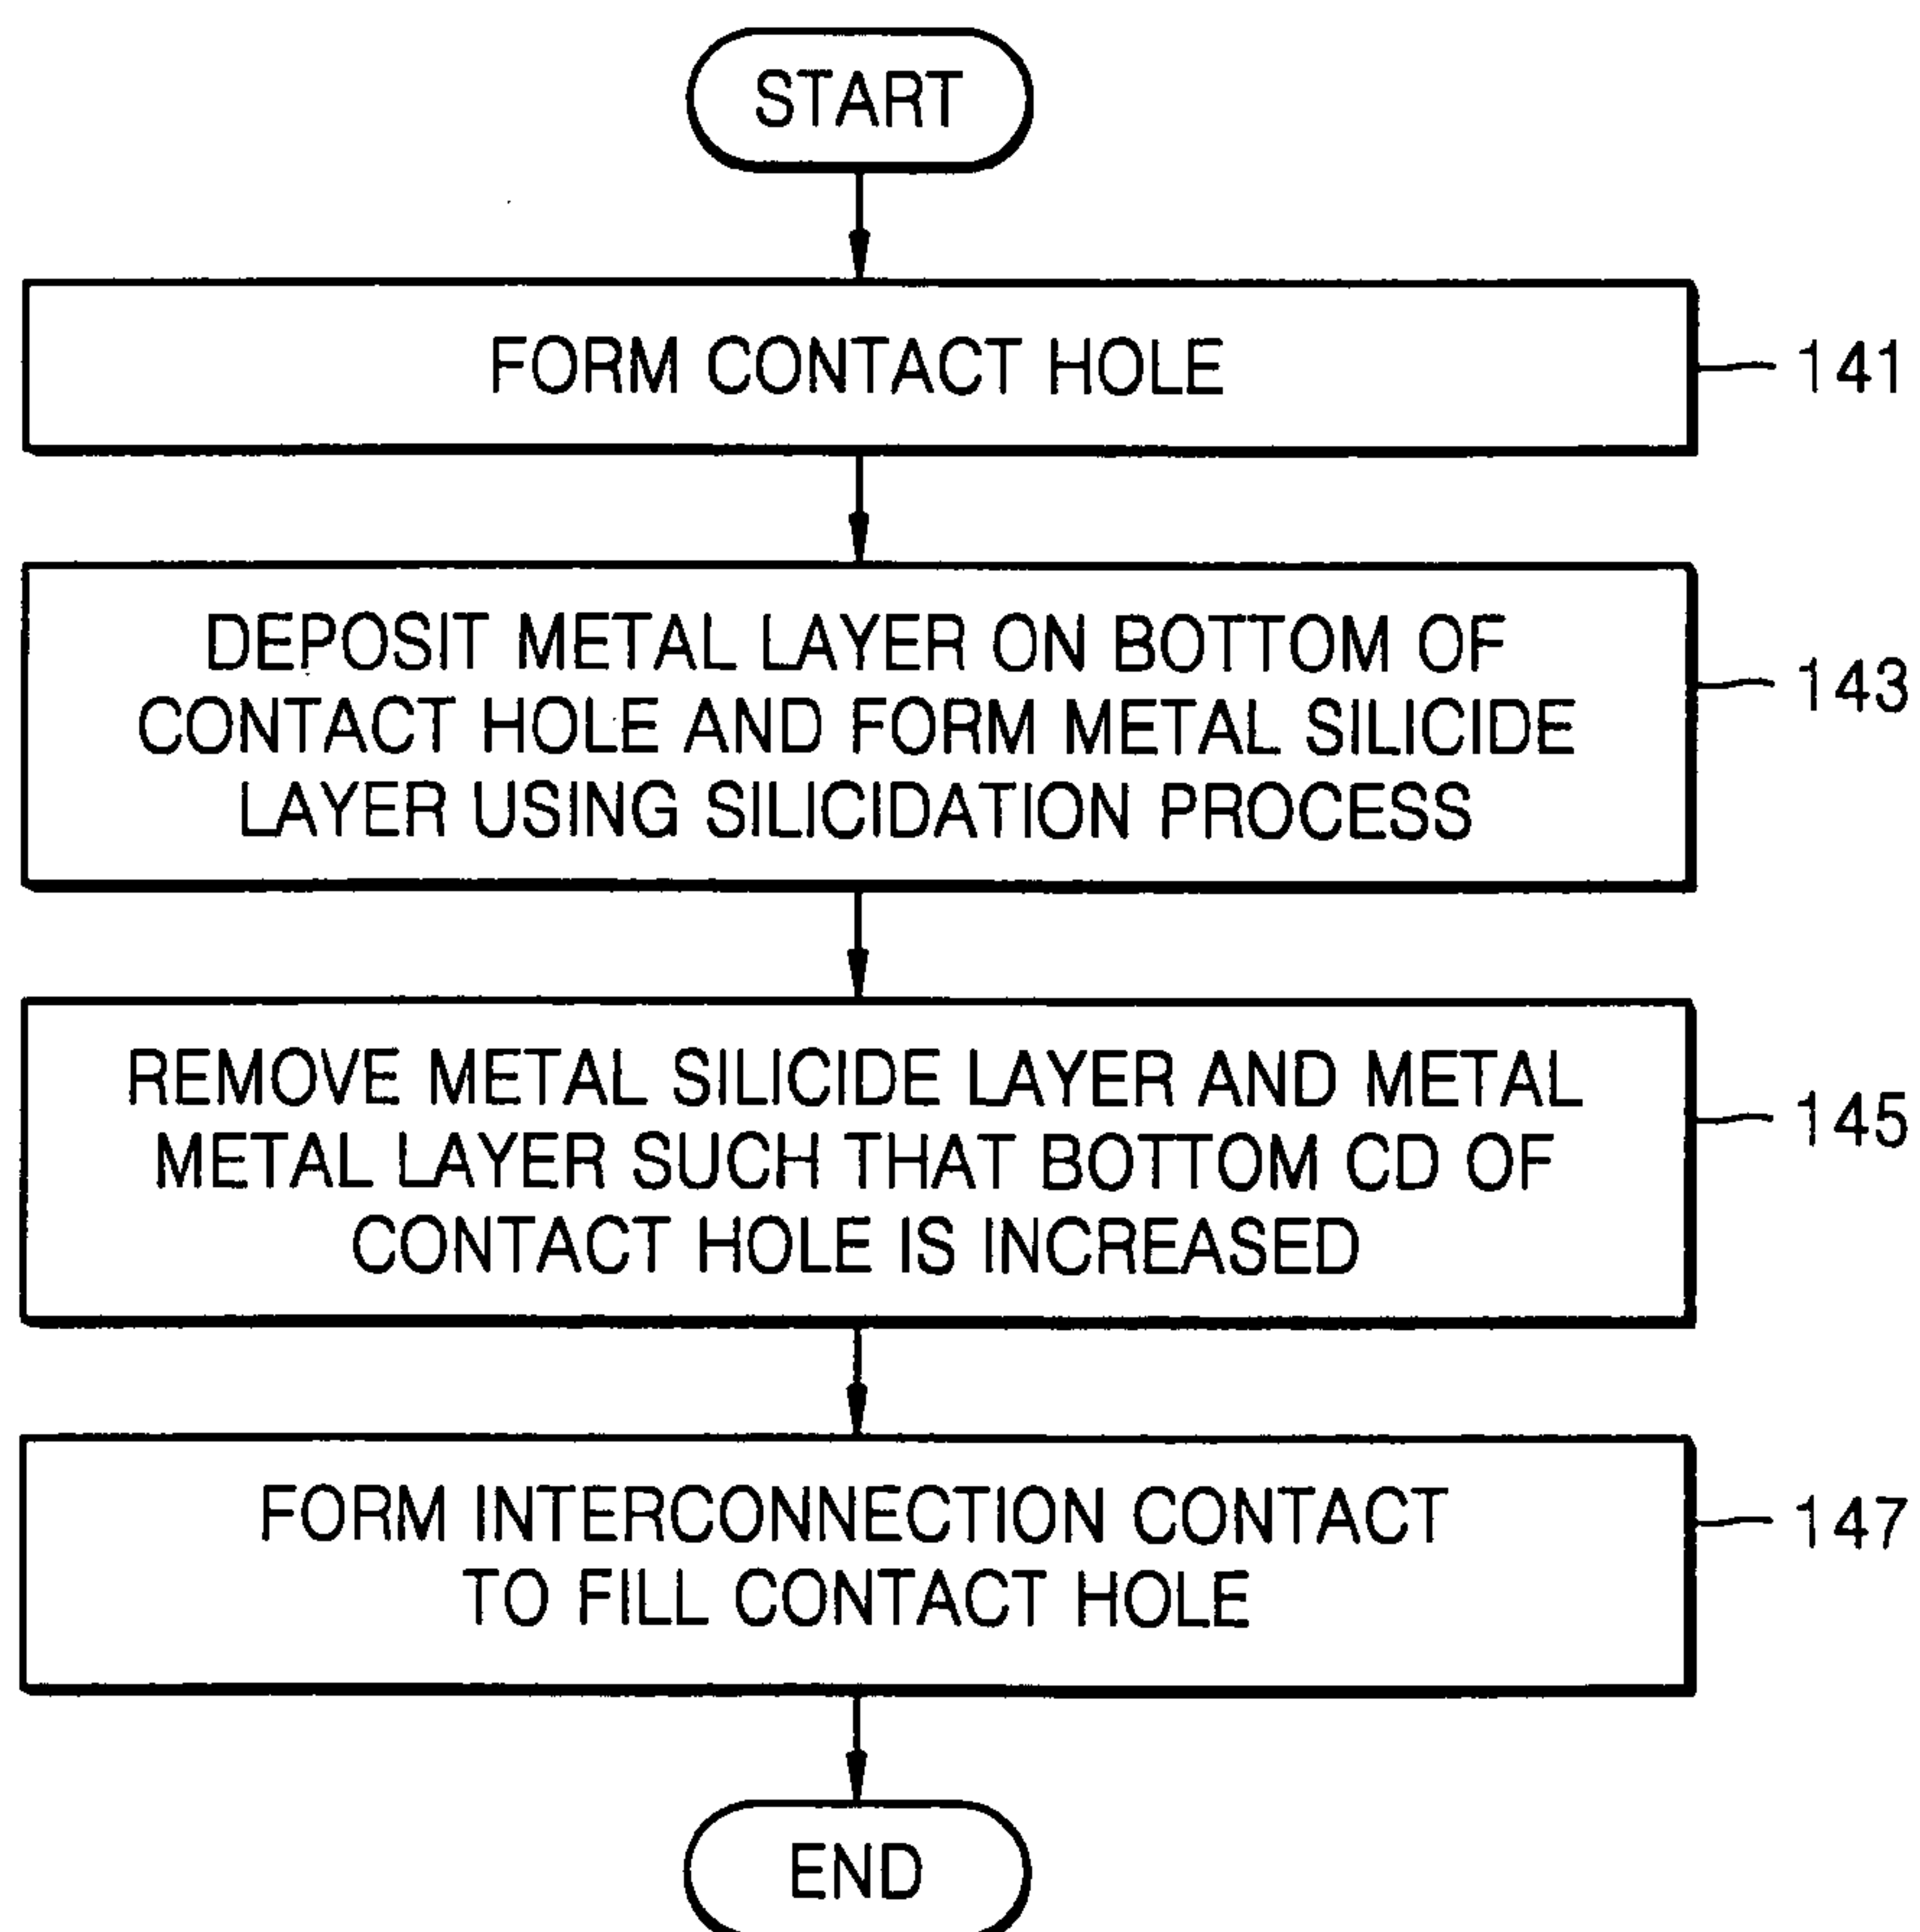 START
FORM CONTACT HOLE
141
DEPOSIT METAL LAYER ON BOTTOM OF
CONTACT HOLE AND FORM METAL SILICIDE
LAYER USING SILICIDATION PROCESS
143
REMOVE METAL SILICIDE LAYER AND METAL
METAL LAYER SUCH THAT BOTTOM CD OF
CONTACT HOLE IS INCREASED
145
FORM INTERCONNECTION CONTACT
TO FILL CONTACT HOLE
147
END